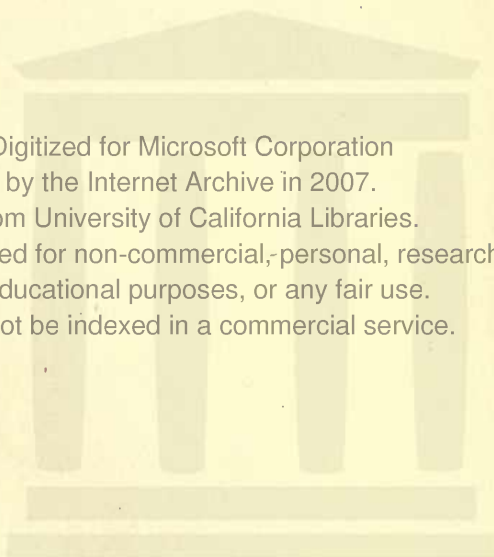 Digitized for Microsoft Corporation
by the Internet Archive in 2007.
om University of California Libraries.
ed for non-commercial, personal, research
ducational purposes, or any fair use.
ot be indexed in a commercial service.